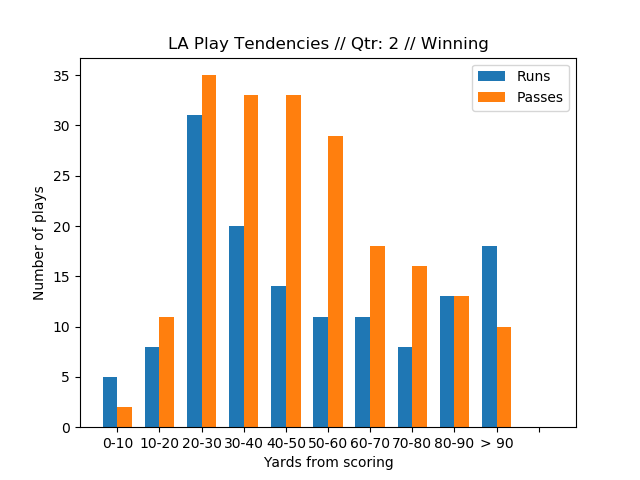 LA Play Tendencies // Qtr: 2 // Winning
Runs
Passes
35
30
25
20
15
10
5
0
Number of plays
0-10 10-20 20-30 30-40 40-50 50-60 60-70 70-80 80-90 > 90
Yards from scoring